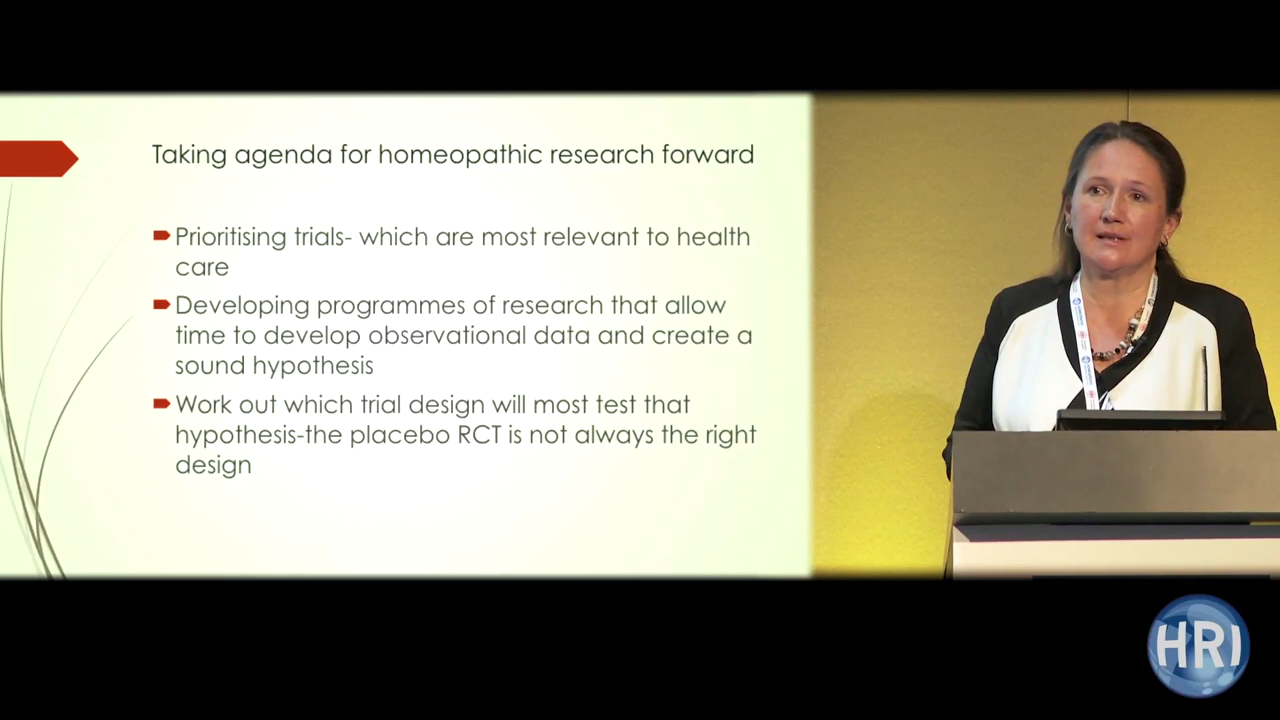 Taking agenda for homeopathic research forward
Prioritising trials- which are most relevant to health
care
Developing programmes of research that allow
time to develop observational data and create a
sound hypothesis
Work out which trial design will most test that
hypothesis-the placebo RCT is not always the right
design
HRI